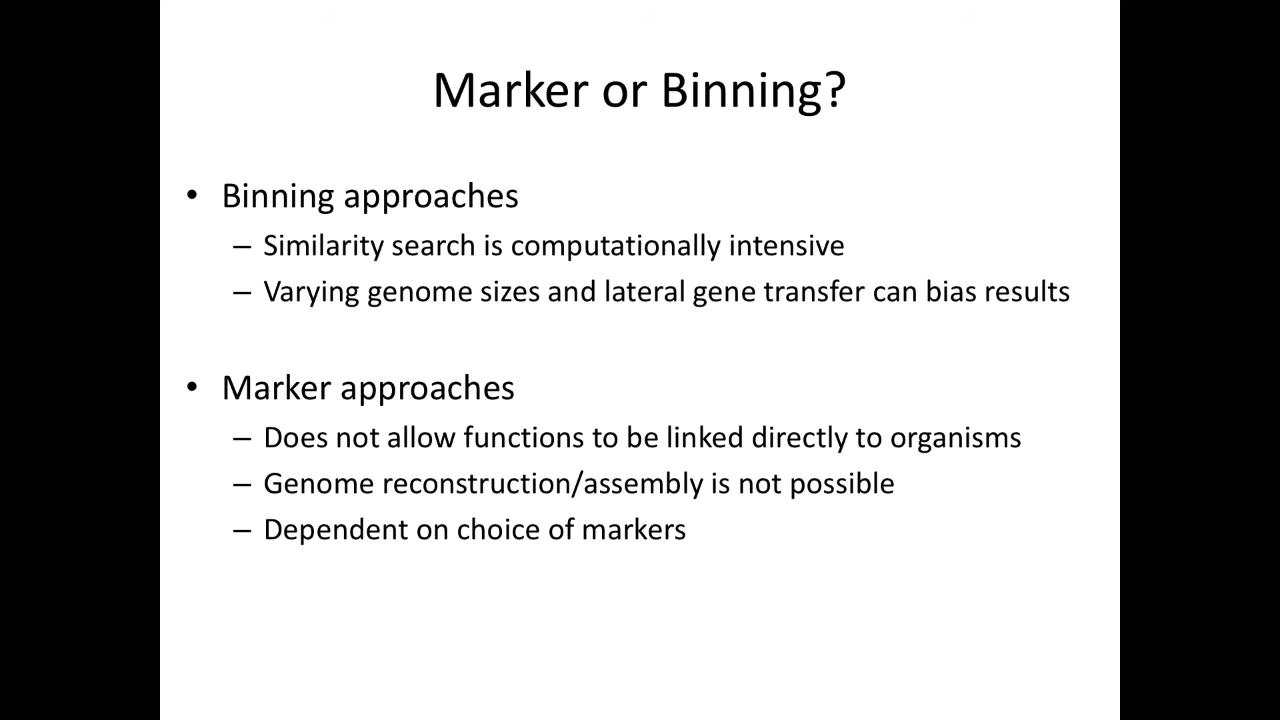 Marker or Binning?
• Binning approaches
– Similarity search is computationally intensive
– Varying genome sizes and lateral gene transfer can bias results
• Marker approaches
– Does not allow functions to be linked directly to organisms
– Genome reconstruction/assembly is not possible
– Dependent on choice of markers